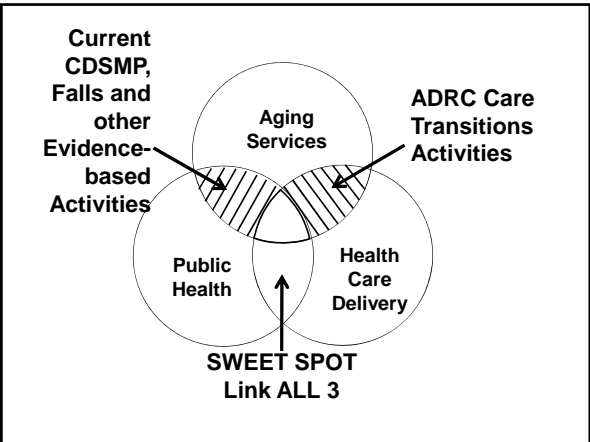 Current
CDSMP,
Falls and
other
Evidence-
based
Activities
Aging
Services
ADRC Care
Transitions
Activities
Public
Health
Health
Care
Delivery
SWEET SPOT
Link ALL 3